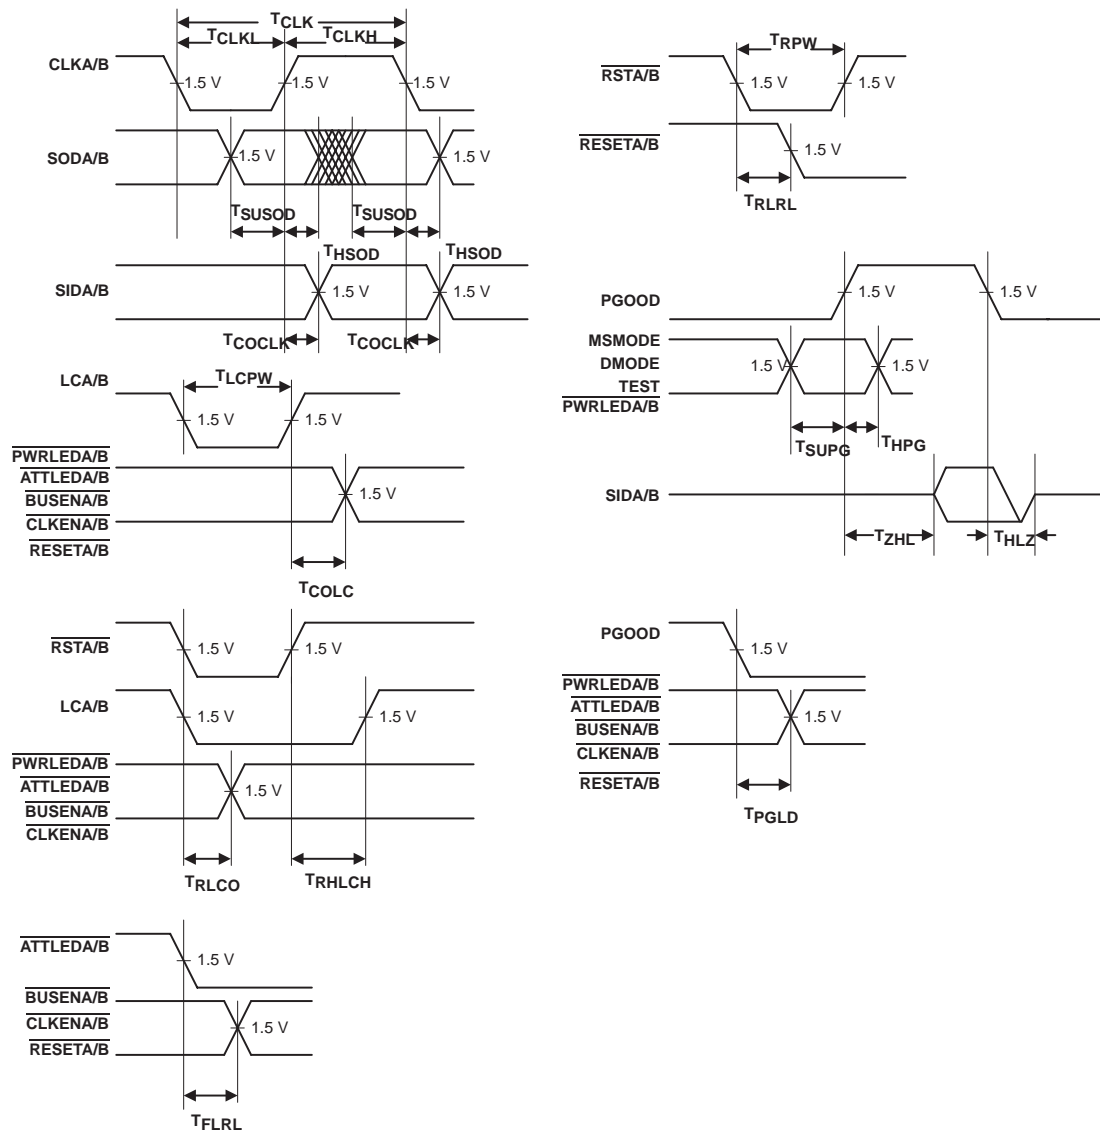 TCLK
TCLKL
TCLKH
CLKA/B
1.5 V
1.5 V
1.5 V
SODA/B
1.5 V
1.5 V
TSUSOD
TSUSOD
THSOD
THSOD
SIDA/B
1.5 V
1.5 V
TCOCLK
TCOCLK
LCA/B
TLCPW
1.5 V
1.5 V
PWRLEDA/B
ATTLEDA/B
BUSENA/B
CLKENA/B
RESETA/B
1.5 V
TCOLC
RSTA/B
1.5 V
1.5 V
LCA/B
1.5 V
1.5 V
PWRLEDA/B
ATTLEDA/B
BUSENA/B
CLKENA/B
1.5 V
TRLCO
TRHLCH
ATTLEDA/B
1.5 V
BUSENA/B
CLKENA/B
RESETA/B
1.5 V
TFLRL
TRPW
RSTA/B
1.5 V
1.5 V
RESETA/B
1.5 V
TRLRL
PGOOD
1.5 V
1.5 V
MSMODE
DMODE
TEST
PWRLEDA/B
1.5 V
1.5 V
TSUPG
THPG
SIDA/B
TZHL
THLZ
PGOOD
1.5 V
PWRLEDA/B
ATTLEDA/B
BUSENA/B
CLKENA/B
RESETA/B
1.5 V
TPGLD